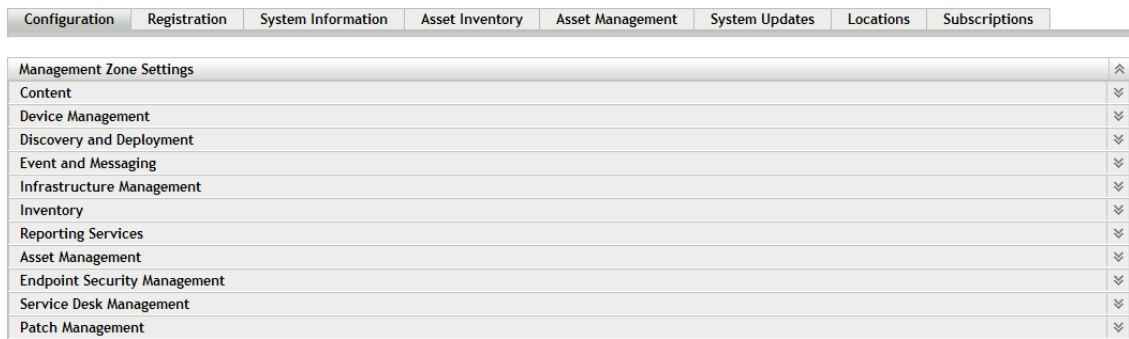 Configuration Registration System Information Asset Inventory Asset Management System Updates Locations Subscriptions
Management Zone Settings
Content
Device Management
Discovery and Deployment
Event and Messaging
Infrastructure Management
Inventory
Reporting Services
Asset Management
Endpoint Security Management
Service Desk Management
Patch Management